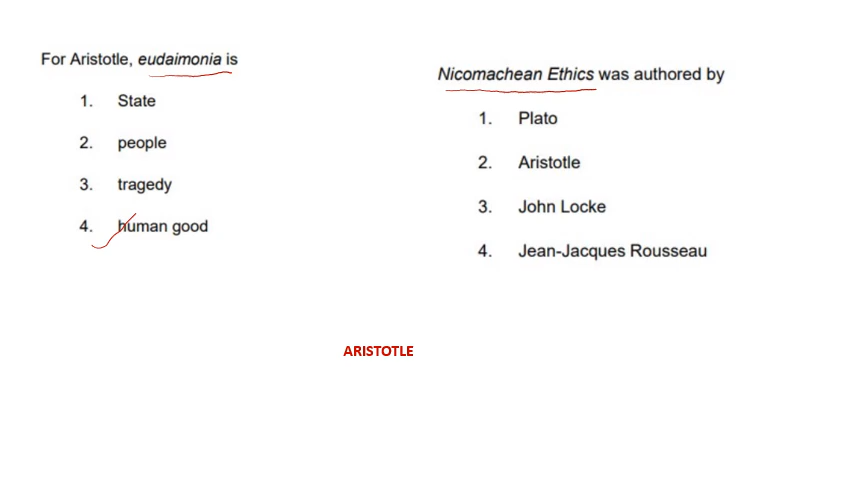 For Aristotle, eudaimonia is
1. State
2. people
3. tragedy
4. human good
Nicomachean Ethics was authored by
1. Plato
2. Aristotle
3. John Locke
4. Jean-Jacques Rousseau
ARISTOTLE